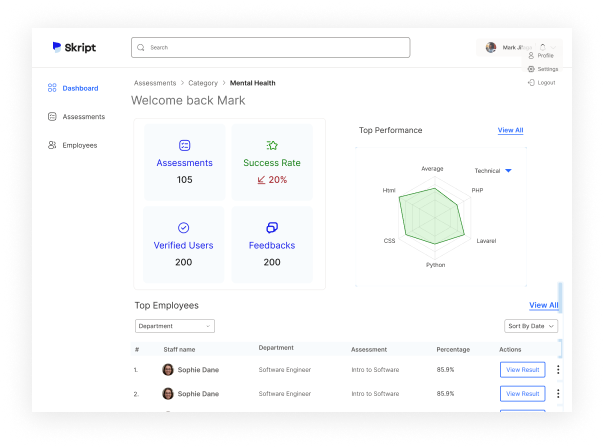 Skript
Search
Mark
Profile
Settings
Logout
Dashboard
Assessments
Employees
Assessments > Category > Mental Health
Welcome back Mark
Assessments
105
Success Rate
20%
Verified Users
200
Feedbacks
200
Top Performance
View All
Technical
Average
PHP
Lavarel
Python
CSS
Html
Top Employees
View All
Department
Sort By Date
# Staff name Department Assessment Percentage Actions
1. Sophie Dane Software Engineer Intro to Software 85.9% View Result
2. Sophie Dane Software Engineer Intro to Software 85.9% View Result